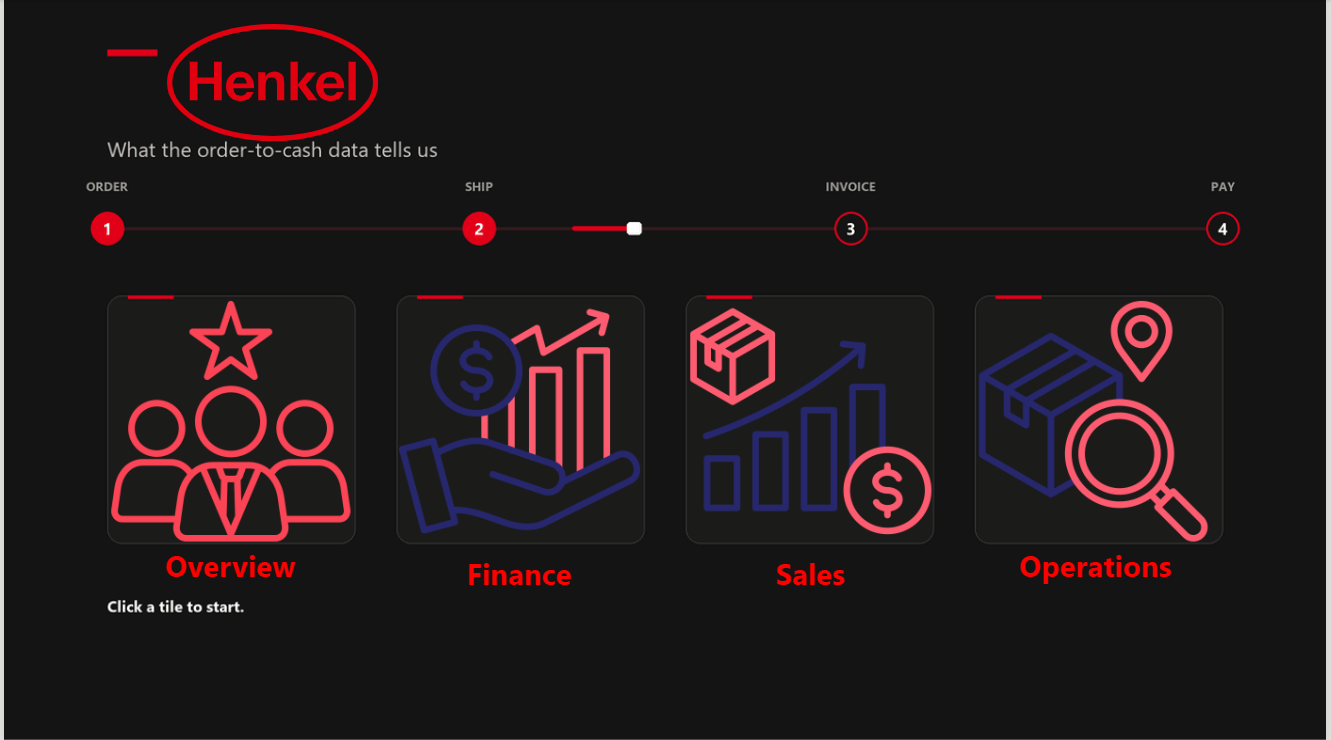 Henkel
What the order-to-cash data tells us
ORDER SHIP INVOICE PAY
1 2 3 4
$ $
Overview Finance Sales Operations
Click a tile to start.